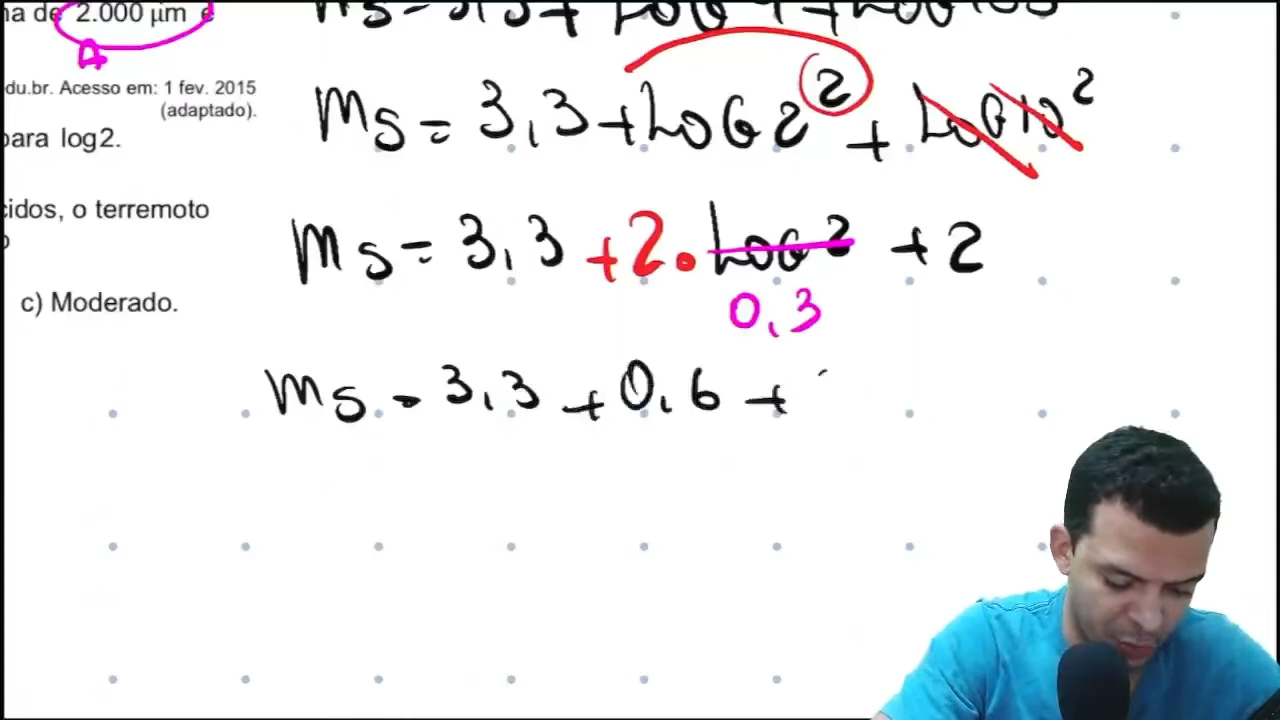 2.000 µm e
A
du.br. Acesso em: 1 fev. 2015
(adaptado).
para log2.
cidos, o terremoto
c) Moderado.
Ms = 3,3 + Log 2² + Log 10²
Ms = 3,3 + 2 . Log 2 + 2
0,3
Ms = 3,3 + 0,6 +